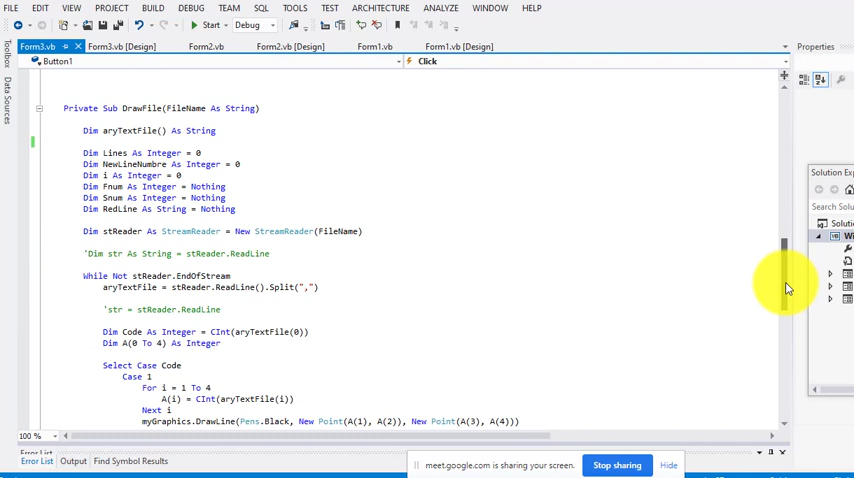 FILE EDIT VIEW PROJECT BUILD DEBUG TEAM SQL TOOLS TEST ARCHITECTURE ANALYZE WINDOW HELP
Start Debug
Form3.vb Form3.vb [Design] Form2.vb Form2.vb [Design] Form1.vb Form1.vb [Design] Properties
Toolbox
Data Sources
Button1 Click
Private Sub DrawFile(FileName As String)
Dim aryTextFile() As String
Dim Lines As Integer = 0
Dim NewLineNumbre As Integer = 0
Dim i As Integer = 0
Dim Fnum As Integer = Nothing
Dim Snum As Integer = Nothing
Dim RedLine As String = Nothing
Dim stReader As StreamReader = New StreamReader(FileName)
'Dim str As String = stReader.ReadLine
While Not stReader.EndOfStream
aryTextFile = stReader.ReadLine().Split(",")
'str = stReader.ReadLine
Dim Code As Integer = CInt(aryTextFile(0))
Dim A(0 To 4) As Integer
Select Case Code
Case 1
For i = 1 To 4
A(i) = CInt(aryTextFile(i))
Next i
myGraphics.DrawLine(Pens.Black, New Point(A(1), A(2)), New Point(A(3), A(4)))
Solution Exp
Search Soluti
Soluti
Wi
100 %
Error List
Error List Output Find Symbol Results
meet.google.com is sharing your screen. Stop sharing Hide